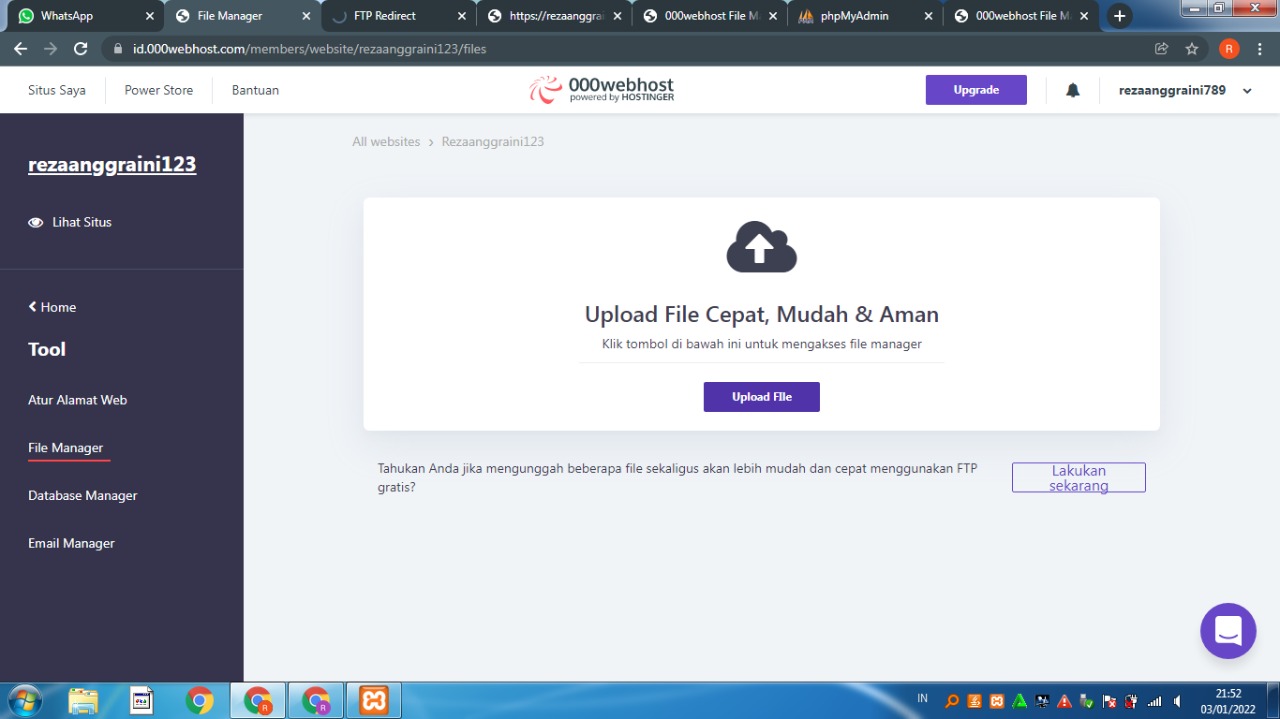 WhatsApp
File Manager
FTP Redirect
https://rezaanggrai
000webhost File M
phpMyAdmin
000webhost File M
id.000webhost.com/members/website/rezaanggraini123/files
R
Situs Saya
Power Store
Bantuan
000webhost
powered by HOSTINGER
Upgrade
rezaanggraini789
rezaanggraini123
Lihat Situs
Home
Tool
Atur Alamat Web
File Manager
Database Manager
Email Manager
All websites › Rezaanggraini123
Upload File Cepat, Mudah & Aman
Klik tombol di bawah ini untuk mengakses file manager
Upload FIle
Tahukan Anda jika mengunggah beberapa file sekaligus akan lebih mudah dan cepat menggunakan FTP
gratis?
Lakukan
sekarang
R
IN
21:52
03/01/2022